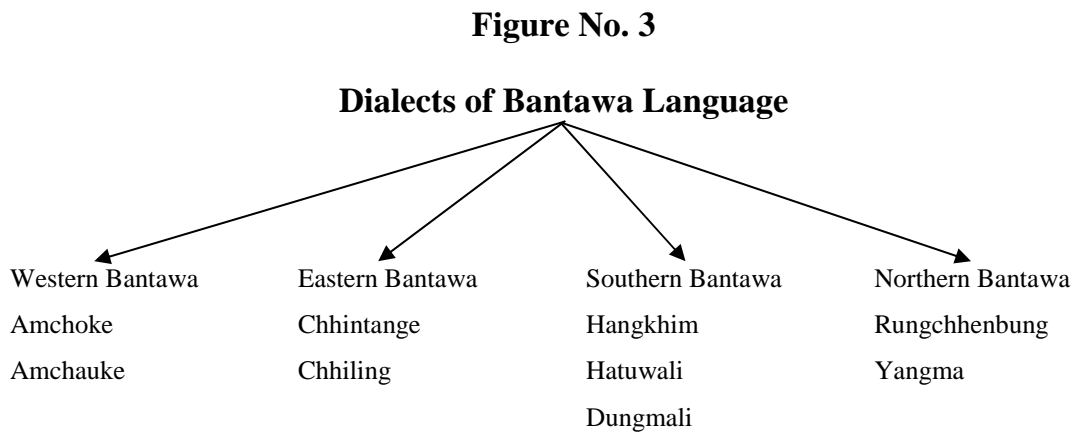 Figure No. 3
Dialects of Bantawa Language
Western Bantawa Eastern Bantawa Southern Bantawa Northern Bantawa
Amchoke Chhintange Hangkhim Rungchhenbung
Amchauke Chhiling Hatuwali Yangma
Dungmali